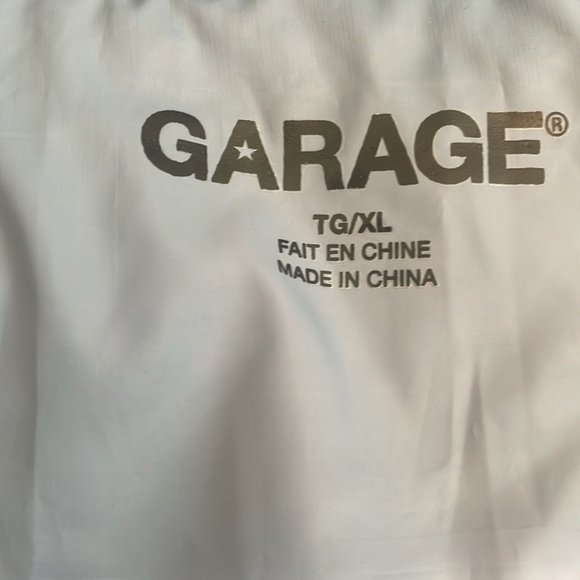 GARAGE®
TG/XL
FAIT EN CHINE
MADE IN CHINA